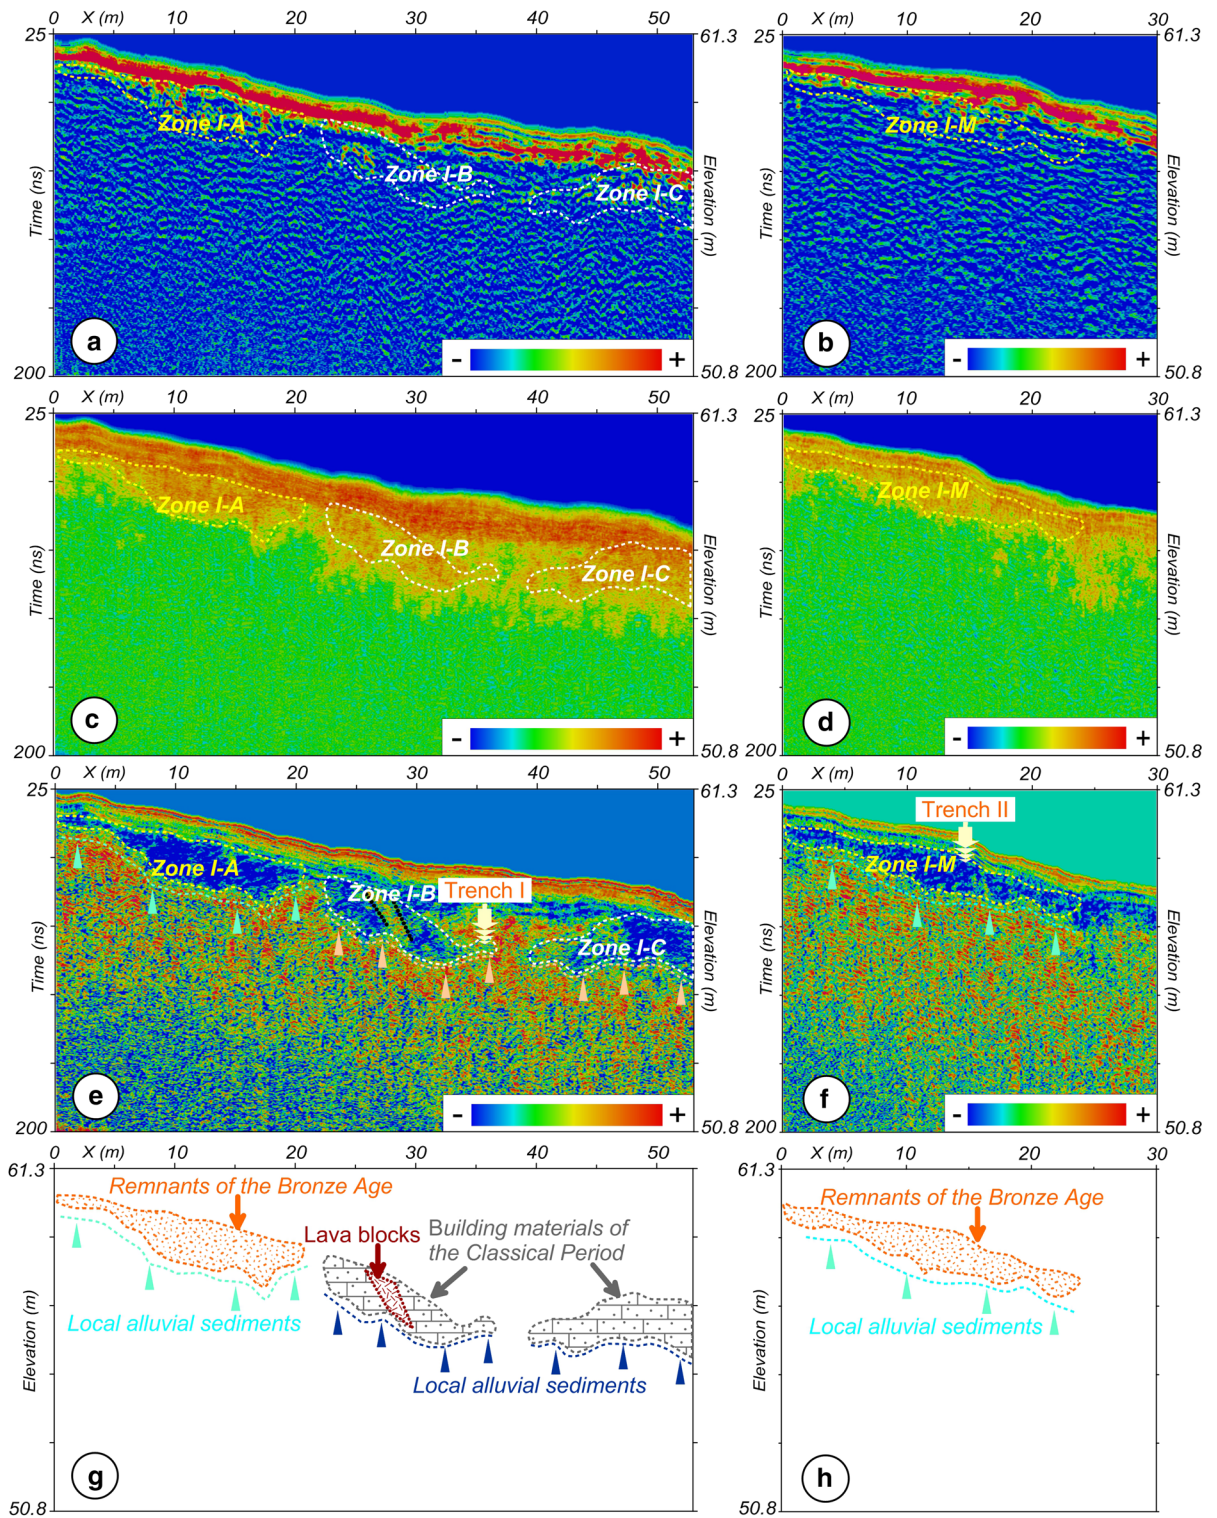 0 X (m) 10 20 30 40 50
25 61.3
Zone I-A
Zone I-B
Zone I-C
Time (ns)
Elevation (m)
a
- +
200 50.8
0 X (m) 10 20 30
25 61.3
Zone I-M
Time (ns)
Elevation (m)
b
- +
200 50.8
0 X (m) 10 20 30 40 50
25 61.3
Zone I-A
Zone I-B
Zone I-C
Time (ns)
Elevation (m)
c
- +
200 50.8
0 X (m) 10 20 30
25 61.3
Zone I-M
Time (ns)
Elevation (m)
d
- +
200 50.8
0 X (m) 10 20 30 40 50
25 61.3
Zone I-A
Zone I-B
Trench I
Zone I-C
Time (ns)
Elevation (m)
e
- +
200 50.8
0 X (m) 10 20 30
25 61.3
Trench II
Zone I-M
Time (ns)
Elevation (m)
f
- +
200 50.8
0 X (m) 10 20 30 40 50
61.3
Remnants of the Bronze Age
Lava blocks
Building materials of
the Classical Period
Local alluvial sediments
Local alluvial sediments
Elevation (m)
g
50.8
0 X (m) 10 20 30
61.3
Remnants of the Bronze Age
Local alluvial sediments
Elevation (m)
h
50.8